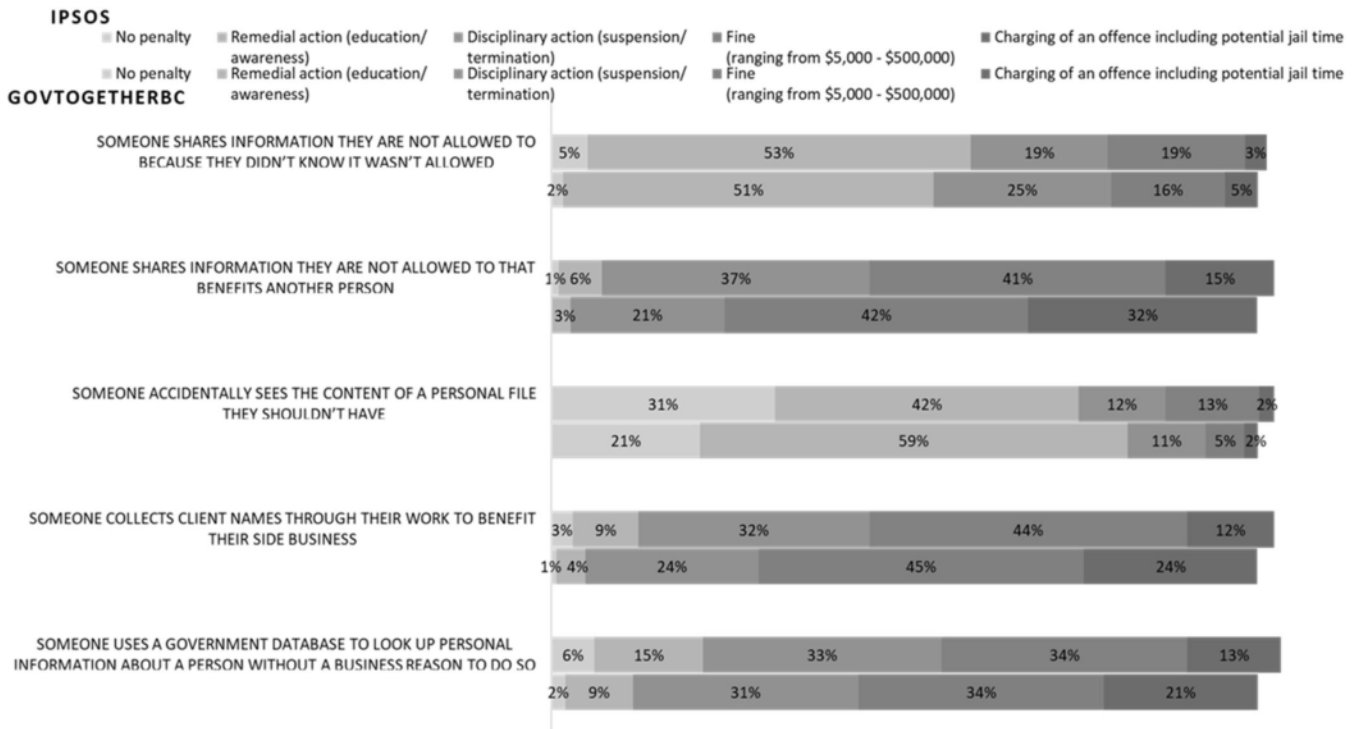 IPSOS
No penalty Remedial action (education/ Disciplinary action (suspension/ Fine Charging of an offence including potential jail time
awareness) termination) (ranging from $5,000 - $500,000)
No penalty Remedial action (education/ Disciplinary action (suspension/ Fine Charging of an offence including potential jail time
awareness) termination) (ranging from $5,000 - $500,000)
GOVTOGETHERBC
SOMEONE SHARES INFORMATION THEY ARE NOT ALLOWED TO
BECAUSE THEY DIDN'T KNOW IT WASN'T ALLOWED
5% 53% 19% 19% 3%
2% 51% 25% 16% 5%
SOMEONE SHARES INFORMATION THEY ARE NOT ALLOWED TO THAT
BENEFITS ANOTHER PERSON
1% 6% 37% 41% 15%
3% 21% 42% 32%
SOMEONE ACCIDENTALLY SEES THE CONTENT OF A PERSONAL FILE
THEY SHOULDN'T HAVE
31% 42% 12% 13% 2%
21% 59% 11% 5% 2%
SOMEONE COLLECTS CLIENT NAMES THROUGH THEIR WORK TO BENEFIT
THEIR SIDE BUSINESS
3% 9% 32% 44% 12%
1% 4% 24% 45% 24%
SOMEONE USES A GOVERNMENT DATABASE TO LOOK UP PERSONAL
INFORMATION ABOUT A PERSON WITHOUT A BUSINESS REASON TO DO SO
6% 15% 33% 34% 13%
2% 9% 31% 34% 21%